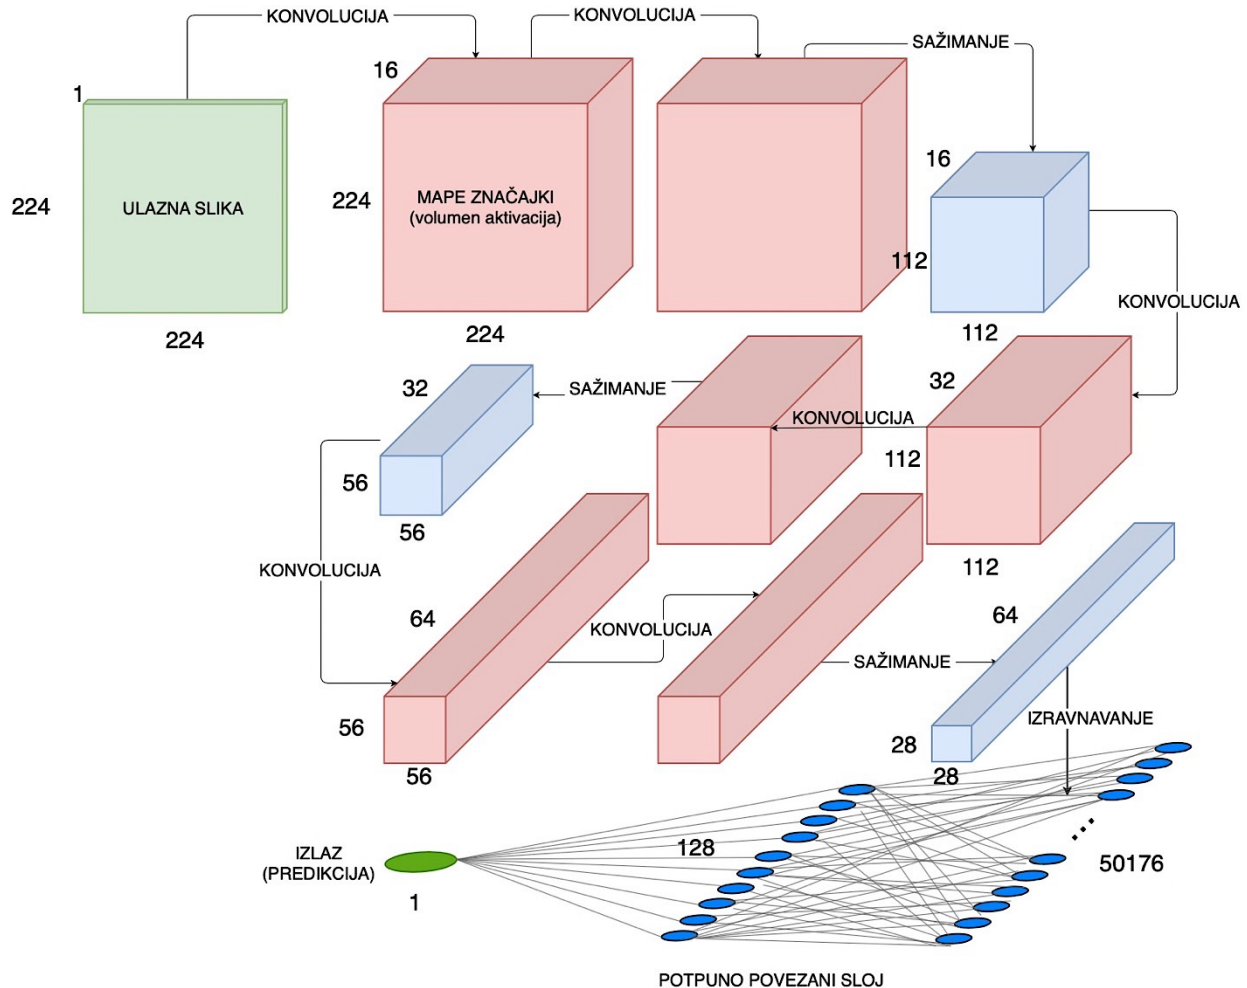 KONVOLUCIJA
KONVOLUCIJA
SAŽIMANJE
1
16
16
224
ULAZNA SLIKA
224
MAPE ZNAČAJKI
(volumen aktivacija)
112
224
224
112
KONVOLUCIJA
32
SAŽIMANJE
32
KONVOLUCIJA
56
112
56
112
KONVOLUCIJA
64
KONVOLUCIJA
64
SAŽIMANJE
56
56
28
28
IZRAVNAVANJE
IZLAZ
(PREDIKCIJA)
1
128
50176
POTPUNO POVEZANI SLOJ